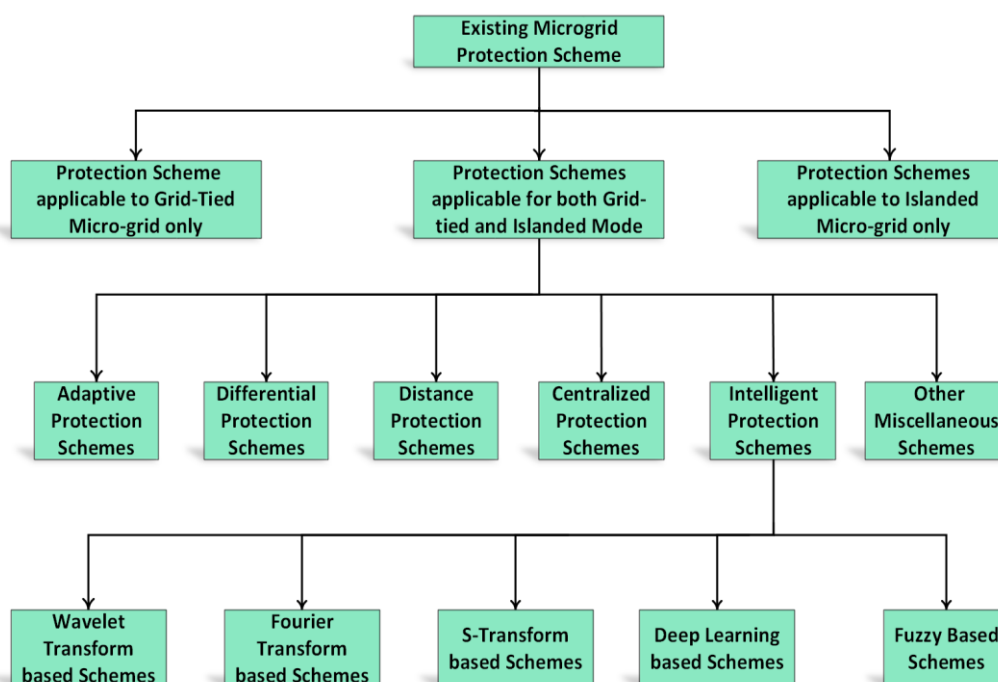 Existing Microgrid
Protection Scheme
Protection Scheme
applicable to Grid-Tied
Micro-grid only
Protection Schemes
applicable for both Grid-
tied and Islanded Mode
Protection Schemes
applicable to Islanded
Micro-grid only
Adaptive
Protection
Schemes
Differential
Protection
Schemes
Distance
Protection
Schemes
Centralized
Protection
Schemes
Intelligent
Protection
Schemes
Other
Miscellaneous
Schemes
Wavelet
Transform
based Schemes
Fourier
Transform
based Schemes
S-Transform
based Schemes
Deep Learning
based Schemes
Fuzzy Based
Schemes